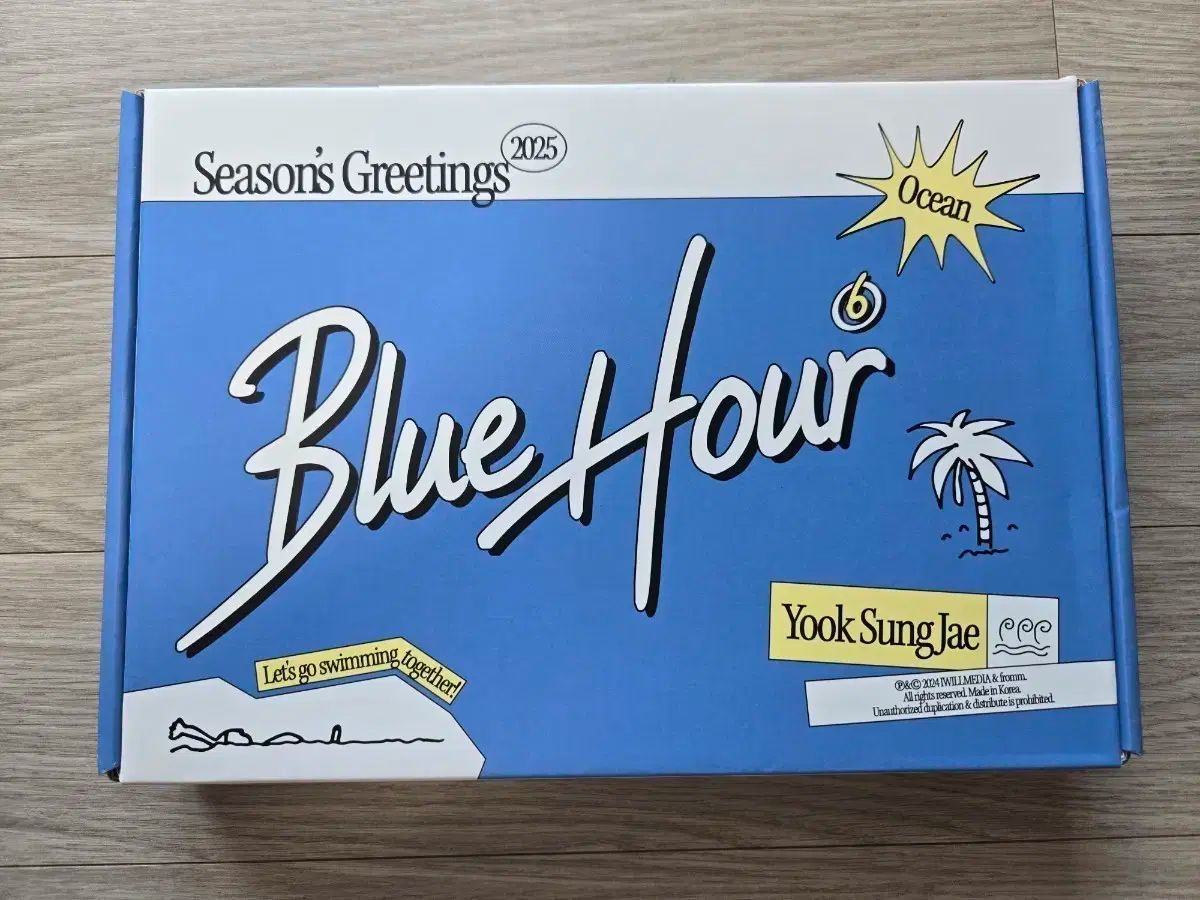 Season's Greetings 2025
Ocean
Blue Hour
6
Yook Sung Jae
Let's go swimming together!
℗&© 2024 IWILLMEDIA & fromm.
All rights reserved. Made in Korea.
Unauthorized duplication & distribute is prohibited.